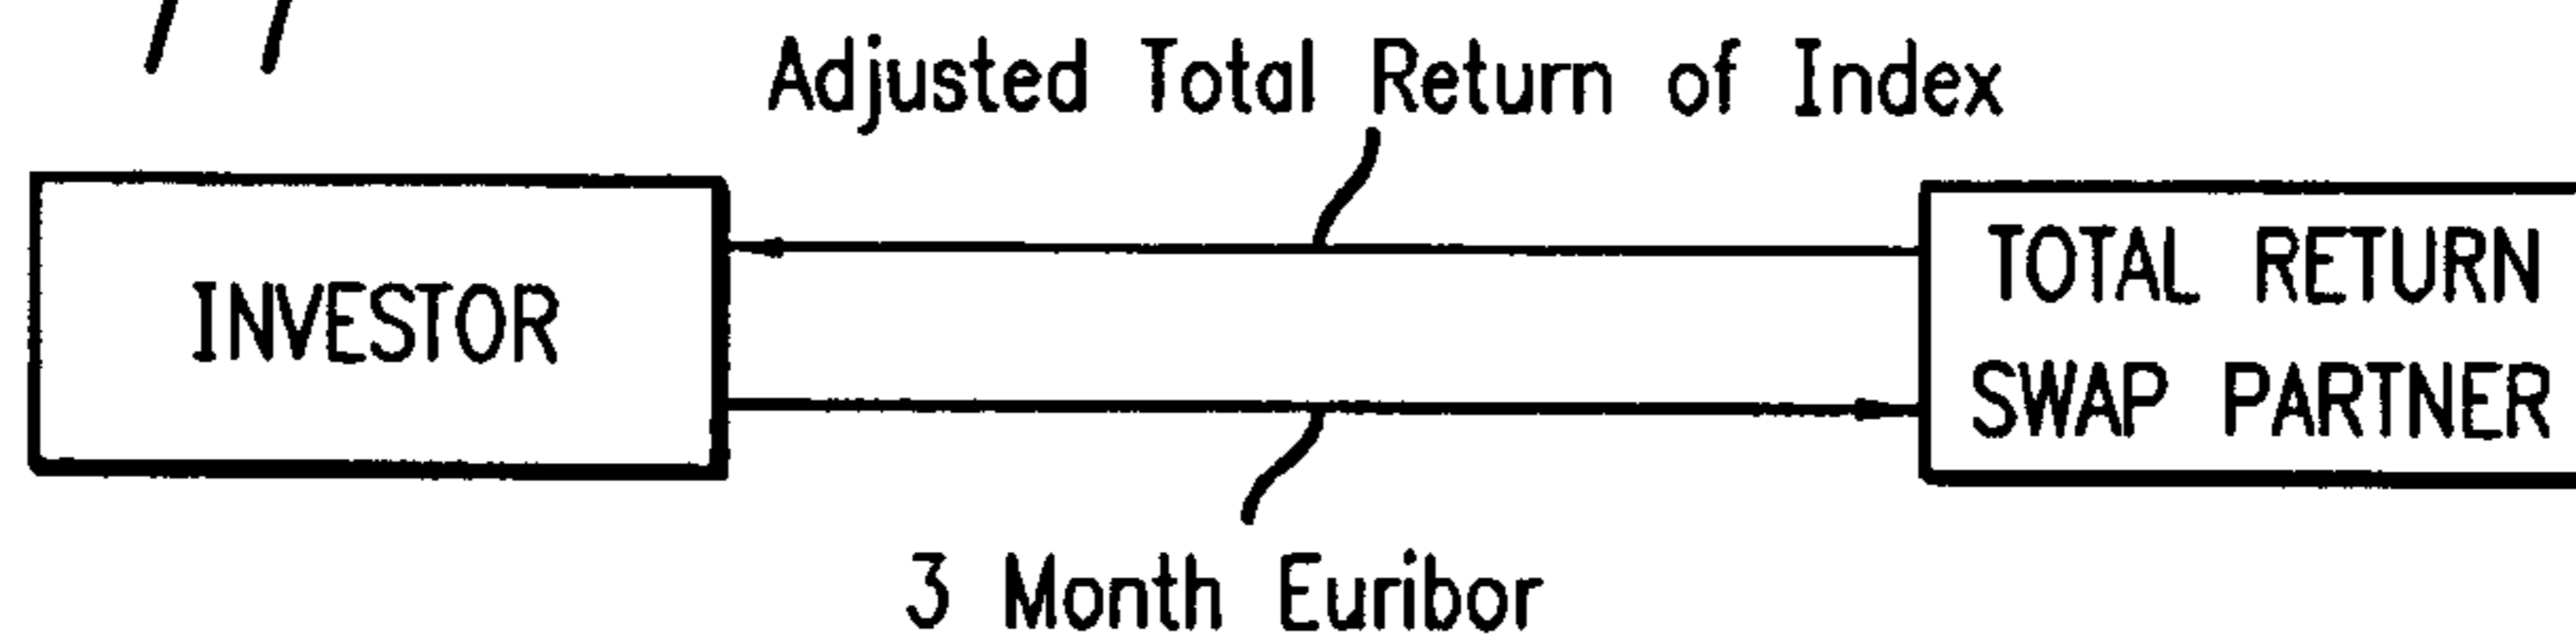 Adjusted Total Return of Index
INVESTOR
TOTAL RETURN
SWAP PARTNER
3 Month Euribor